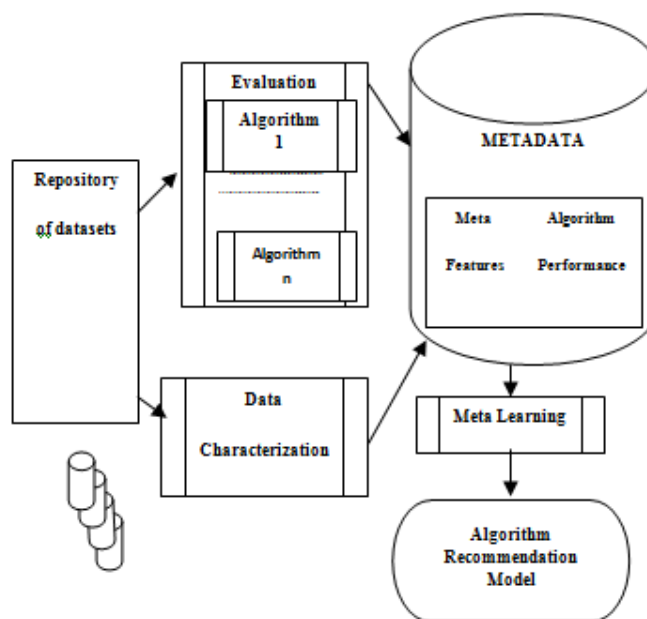 Repository
of datasets
Evaluation
Algorithm
1
Algorithm
n
Data
Characterization
METADATA
Meta Algorithm
Features Performance
Meta Learning
Algorithm
Recommendation
Model